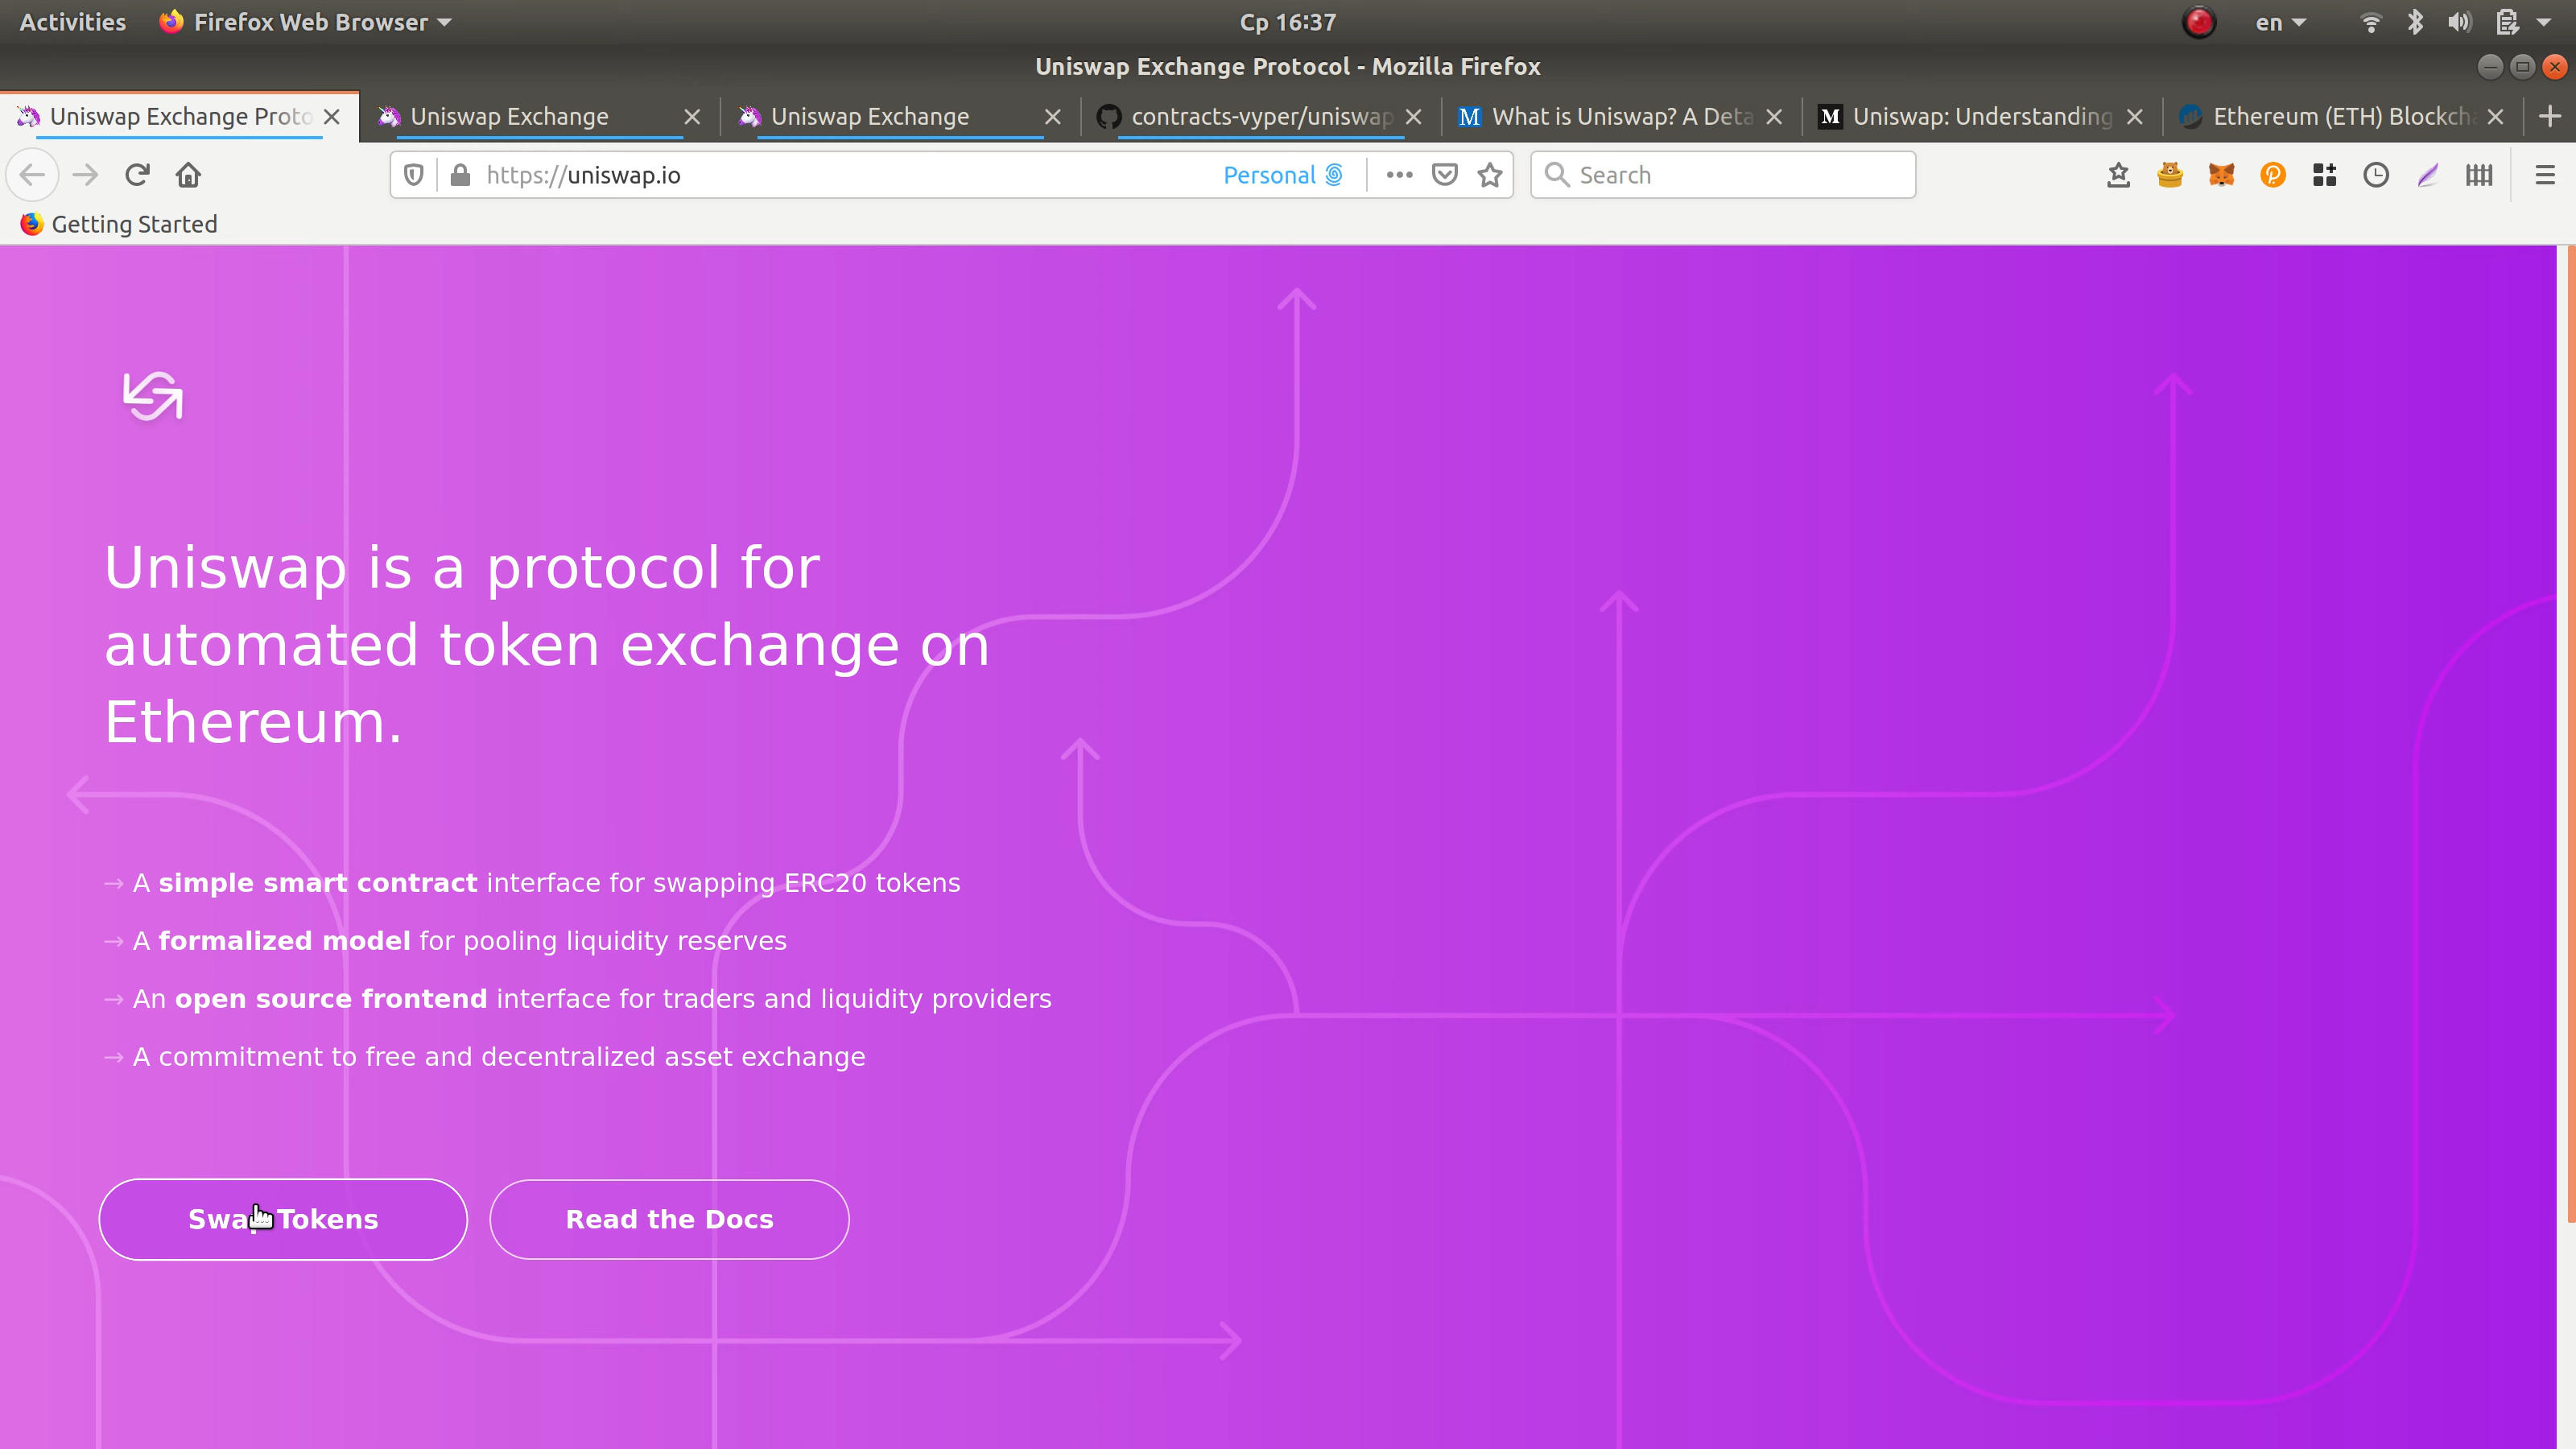 Activities Firefox Web Browser Ср 16:37 en
Uniswap Exchange Protocol - Mozilla Firefox
Uniswap Exchange Proto Uniswap Exchange Uniswap Exchange contracts-vyper/uniswap What is Uniswap? A Deta Uniswap: Understanding Ethereum (ETH) Blockcha
https://uniswap.io Personal Search
Getting Started
Uniswap is a protocol for
automated token exchange on
Ethereum.
→ A simple smart contract interface for swapping ERC20 tokens
→ A formalized model for pooling liquidity reserves
→ An open source frontend interface for traders and liquidity providers
→ A commitment to free and decentralized asset exchange
Swap Tokens Read the Docs